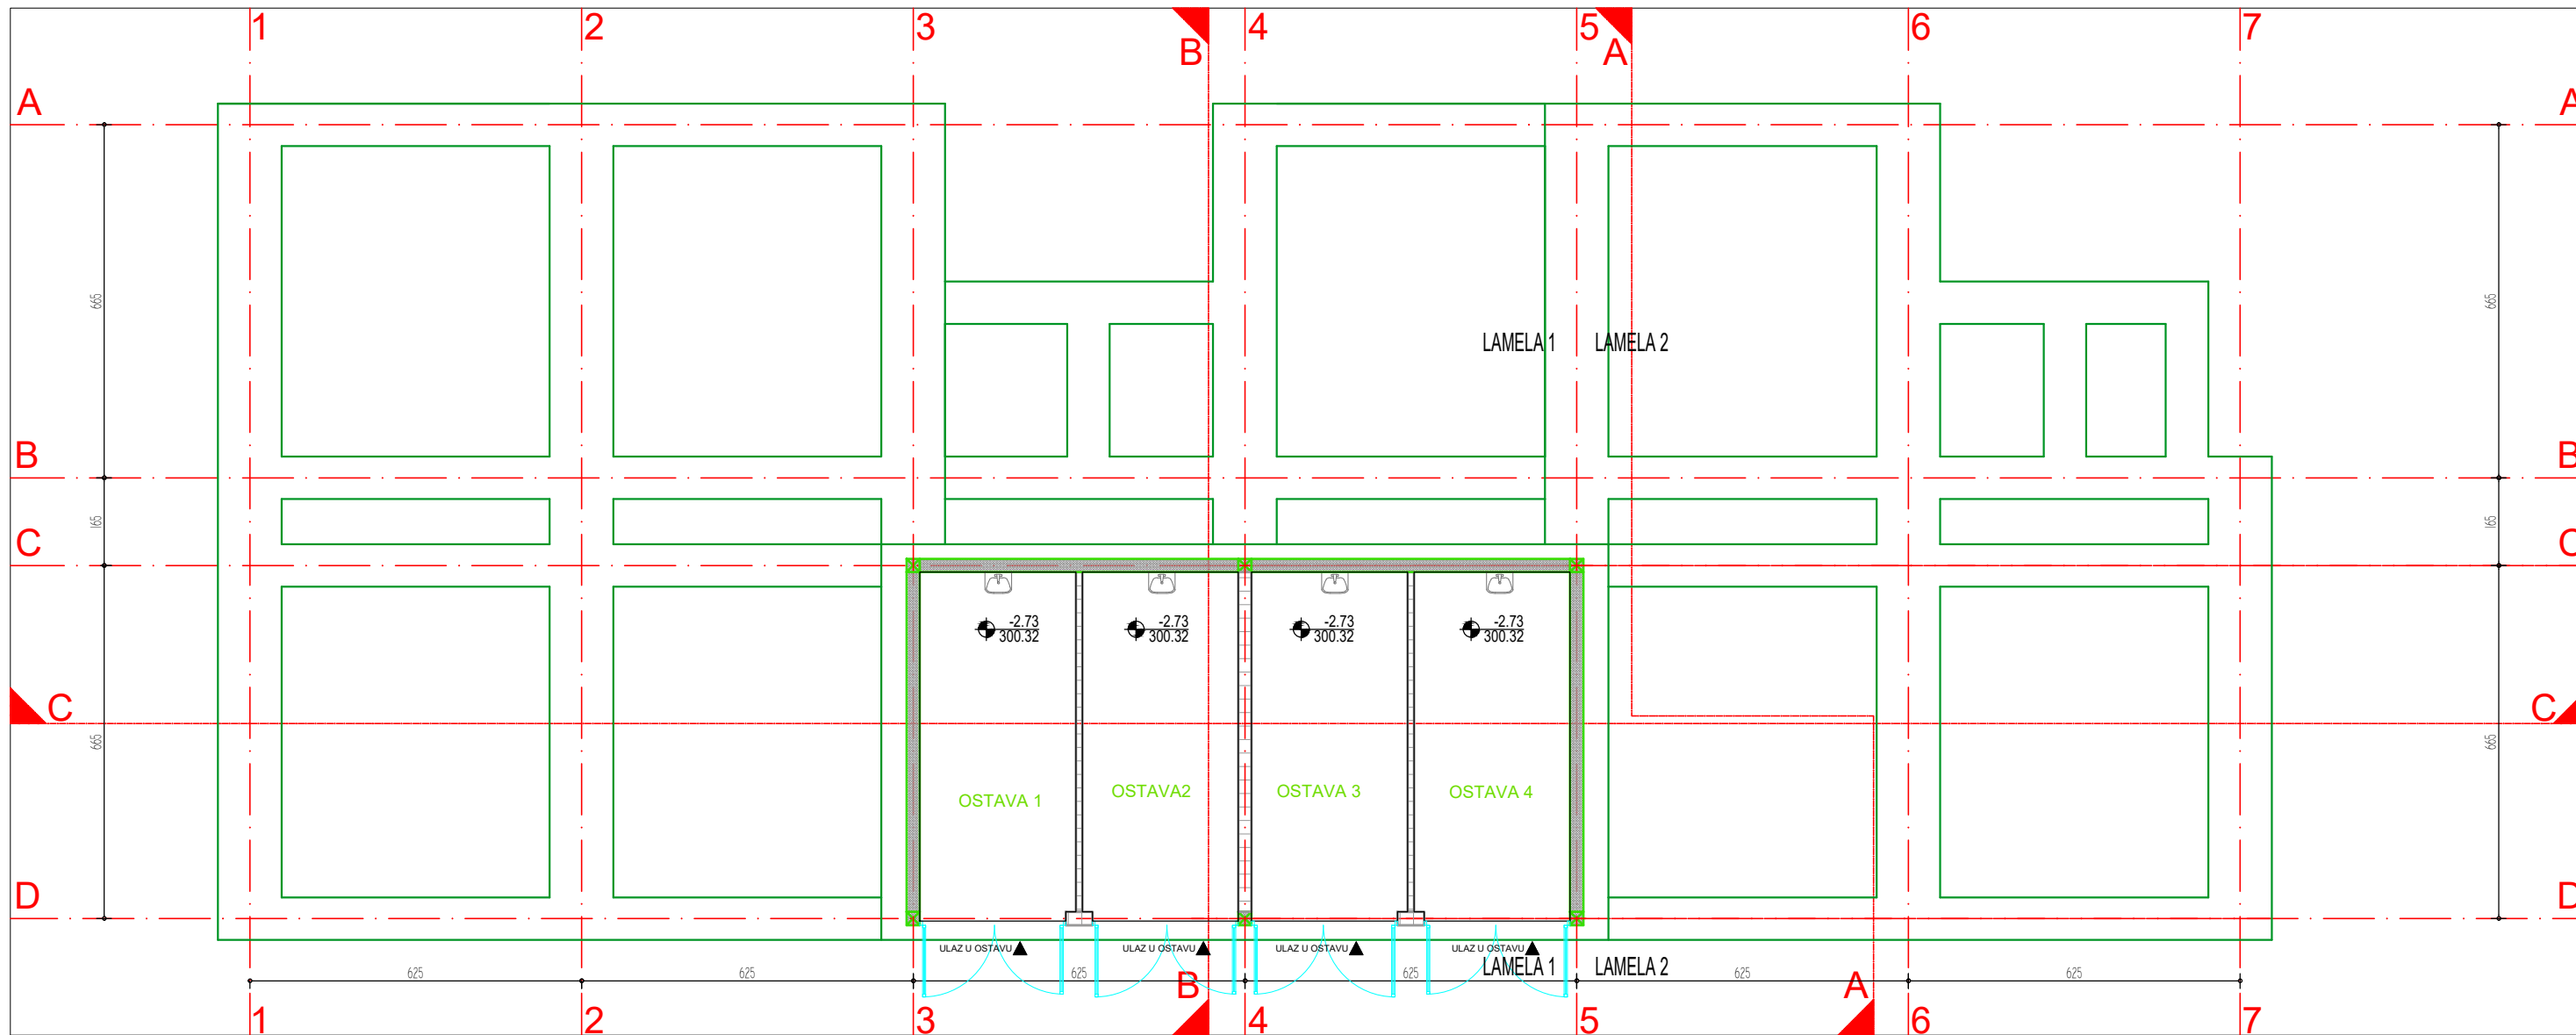 1 2 3 B 4 5 A 6 7
A A
665 665
LAMELA 1 LAMELA 2
B B
165 165
C C
-2.73 -2.73 -2.73 -2.73
300.32 300.32 300.32 300.32
C C
665 665
OSTAVA 1 OSTAVA2 OSTAVA 3 OSTAVA 4
D D
ULAZ U OSTAVU ULAZ U OSTAVU ULAZ U OSTAVU ULAZ U OSTAVU
LAMELA 1 LAMELA 2
625 625 625 625 625 625
B A
1 2 3 4 5 6 7